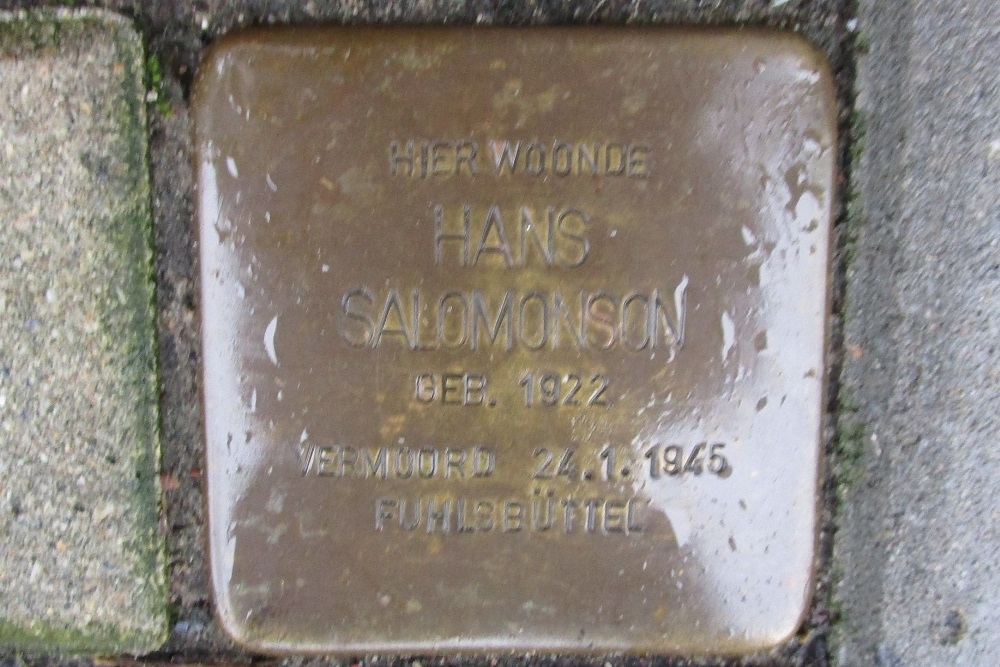 HIER WOONDE
HANS
SALOMONSON
GEB. 1922
VERMOORD 24.1.1945
FUHLSBÜTTEL